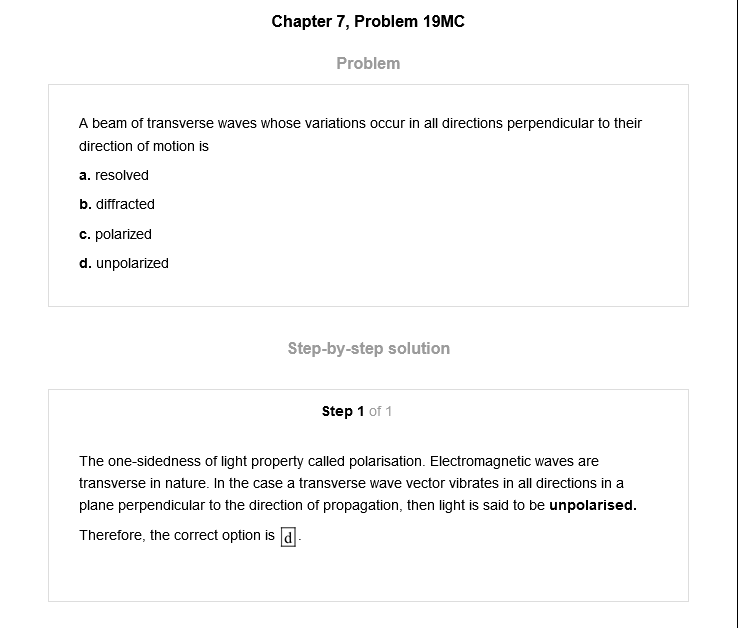 Chapter 7, Problem 19MC
Problem
A beam of transverse waves whose variations occur in all directions perpendicular to their
direction of motion is
a. resolved
b. diffracted
c. polarized
d. unpolarized
Step-by-step solution
Step 1 of 1
The one-sidedness of light property called polarisation. Electromagnetic waves are
transverse in nature. In the case a transverse wave vector vibrates in all directions in a
plane perpendicular to the direction of propagation, then light is said to be unpolarised.
Therefore, the correct option is d.